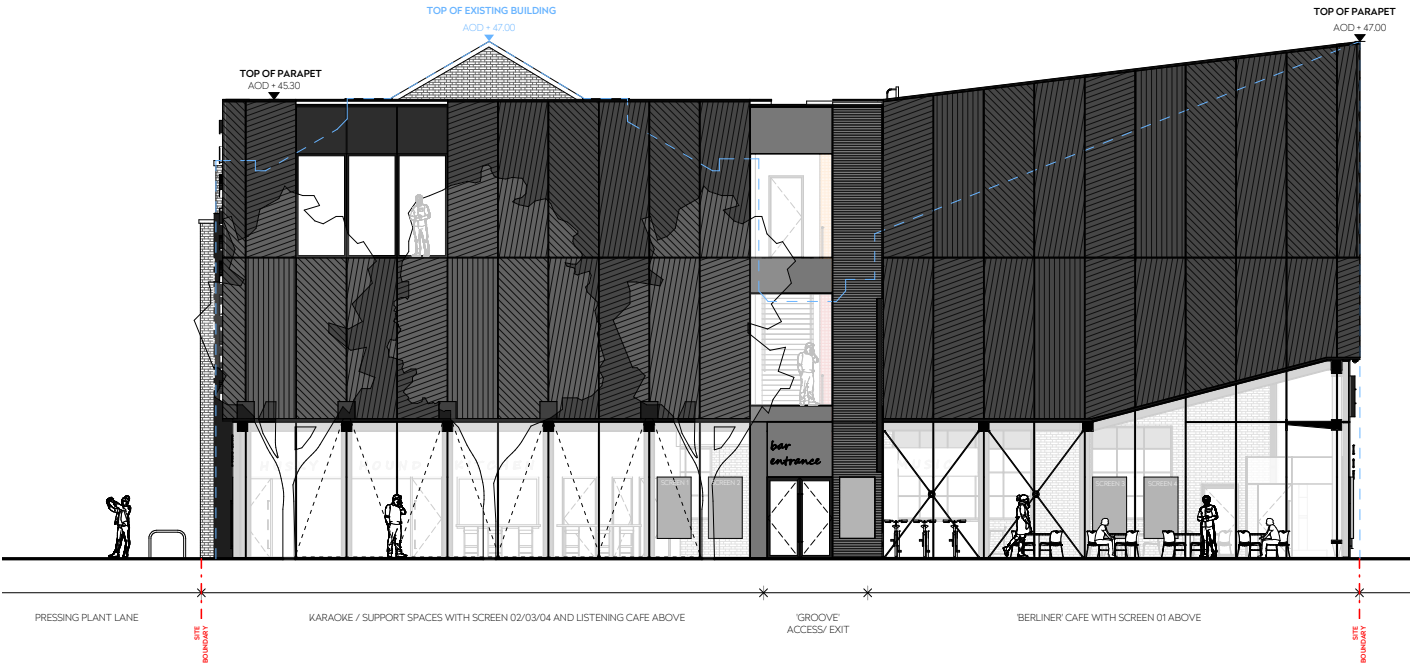 TOP OF EXISTING BUILDING
AOD + 47.00
TOP OF PARAPET
AOD + 47.00
TOP OF PARAPET
AOD + 45.30
bar
entrance
SCREEN 1
SCREEN 2
SCREEN 3
SCREEN 4
PRESSING PLANT LANE
KARAOKE / SUPPORT SPACES WITH SCREEN 02/03/04 AND LISTENING CAFE ABOVE
'GROOVE'
ACCESS/ EXIT
'BERLINER' CAFE WITH SCREEN 01 ABOVE
SITE
BOUNDARY
SITE
BOUNDARY